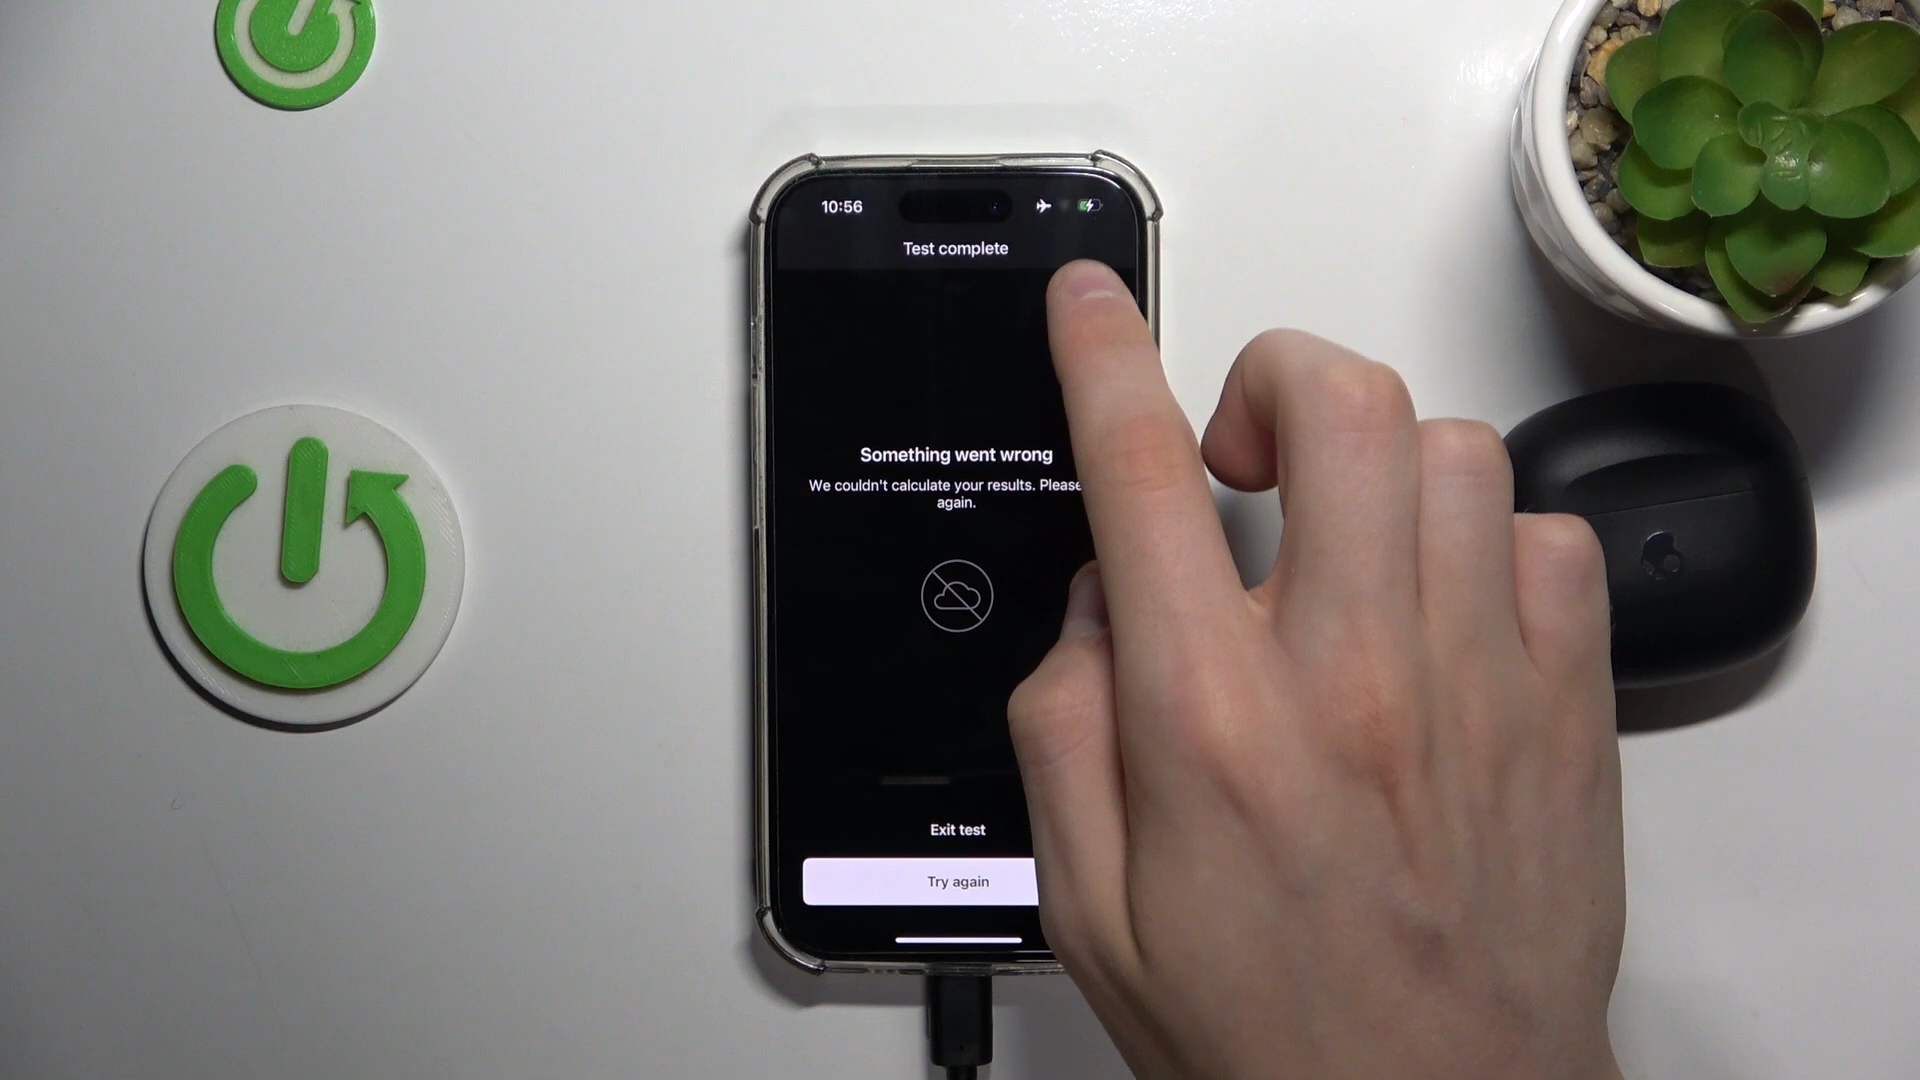 10:56
Test complete
Something went wrong
We couldn't calculate your results. Please
again.
Exit test
Try again